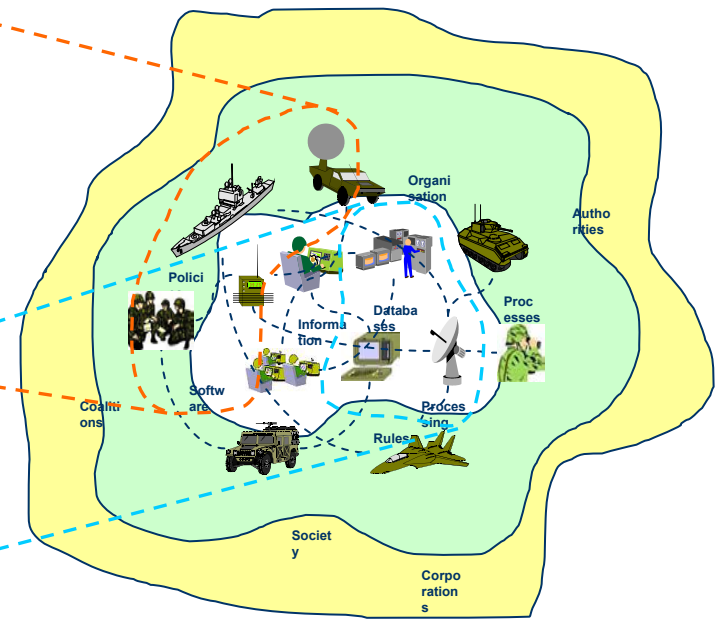 Organi
sation
Autho
rities
Polici
Proc
esses
Databa
ses
Informa
tion
Softw
are
Coaliti
ons
Proces
sing
Rules
Societ
y
Corpo
ration
s